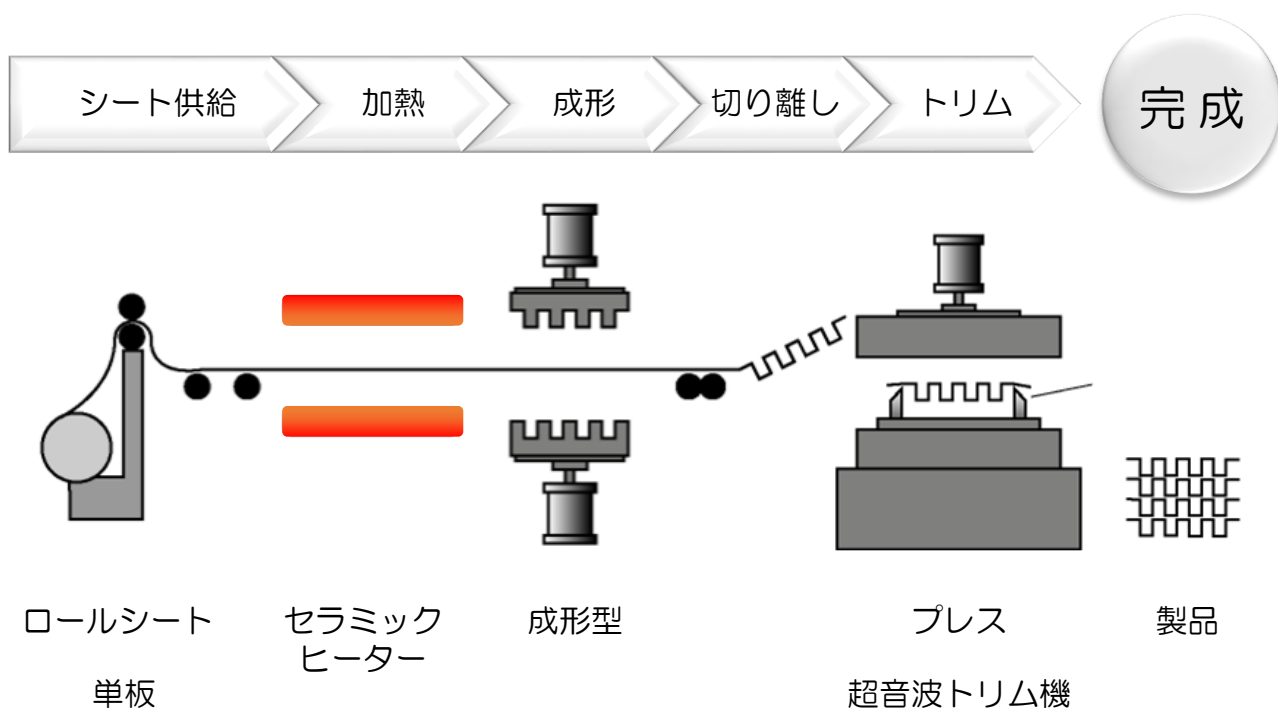 シート供給
加熱
成形
切り離し
トリム
完成
ロールシート
セラミック
ヒーター
成形型
プレス
製品
単板
超音波トリム機